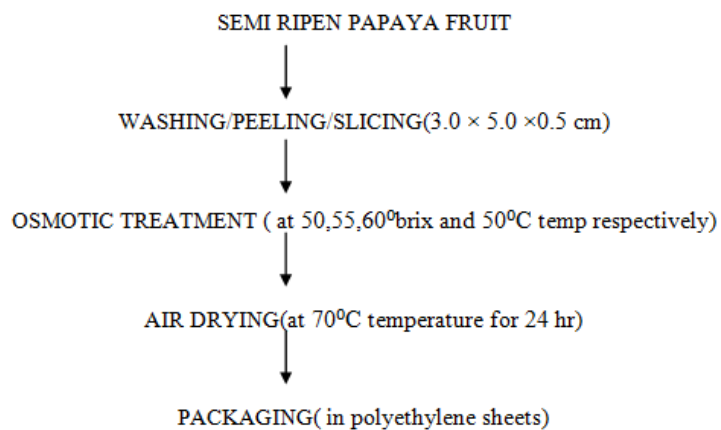 SEMI RIPEN PAPAYA FRUIT
WASHING/PEELING/SLICING(3.0 × 5.0 ×0.5 cm)
OSMOTIC TREATMENT ( at 50,55,60⁰brix and 50⁰C temp respectively)
AIR DRYING(at 70⁰C temperature for 24 hr)
PACKAGING( in polyethylene sheets)